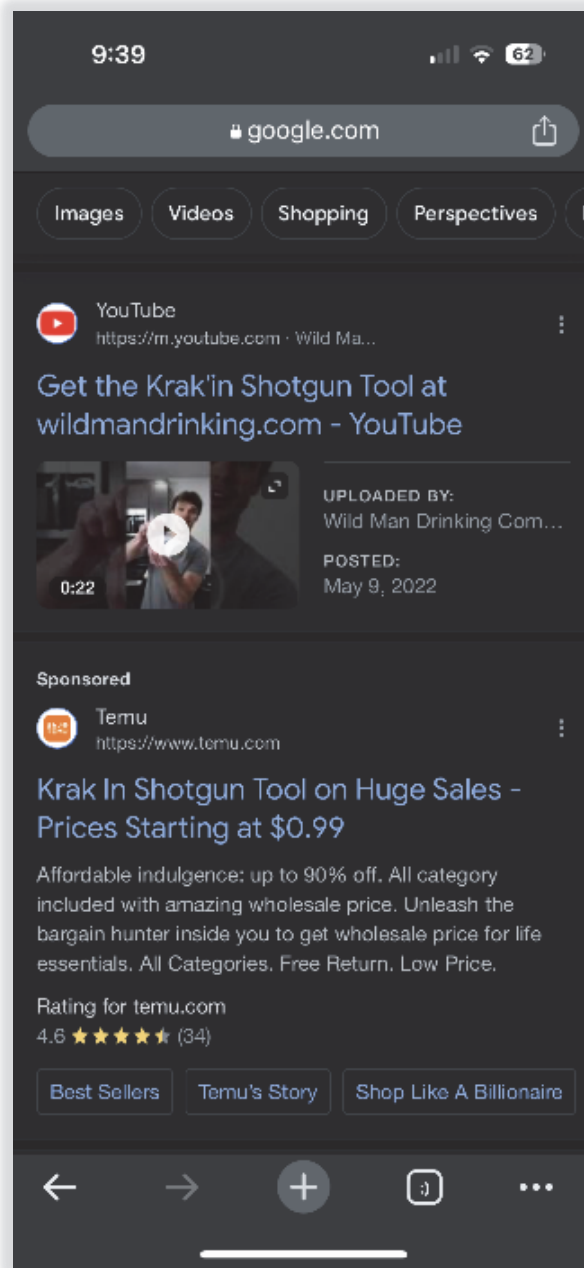 9:39
62
google.com
Images Videos Shopping Perspectives
YouTube
https://m.youtube.com · Wild Ma...
Get the Krak'in Shotgun Tool at
wildmandrinking.com - YouTube
0:22
UPLOADED BY:
Wild Man Drinking Com...
POSTED:
May 9, 2022
Sponsored
Temu
https://www.temu.com
Krak In Shotgun Tool on Huge Sales -
Prices Starting at $0.99
Affordable indulgence: up to 90% off. All category
included with amazing wholesale price. Unleash the
bargain hunter inside you to get wholesale price for life
essentials. All Categories. Free Return. Low Price.
Rating for temu.com
4.6 ★★★★★ (34)
Best Sellers Temu's Story Shop Like A Billionaire
:)